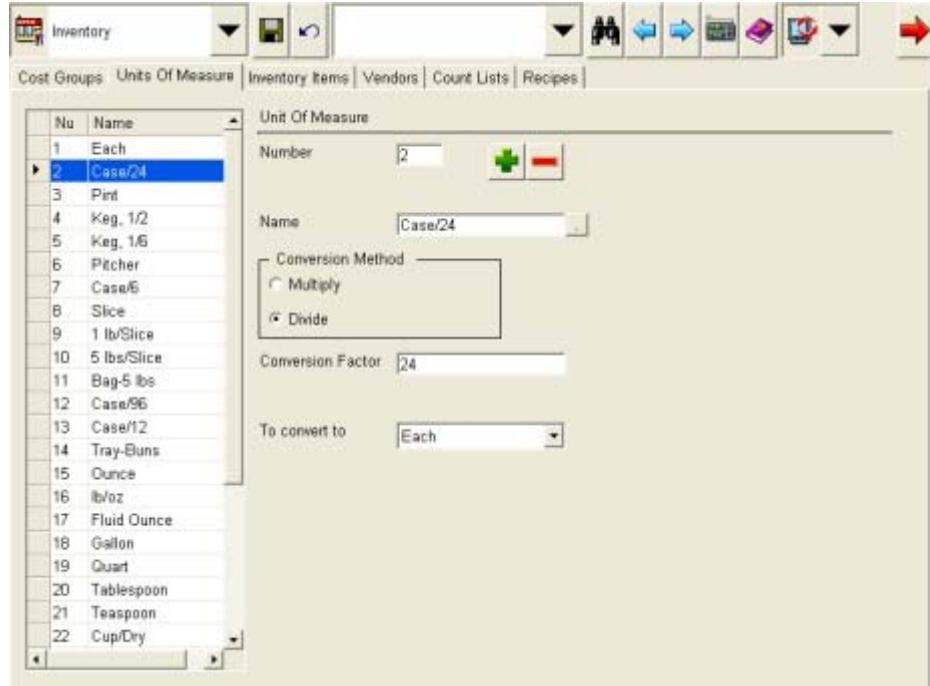 Inventory
Cost Groups Units Of Measure Inventory Items Vendors Count Lists Recipes
Nu Name
1 Each
2 Case/24
3 Pint
4 Keg, 1/2
5 Keg, 1/6
6 Pitcher
7 Case/6
8 Slice
9 1 lb/Slice
10 5 lbs/Slice
11 Bag-5 lbs
12 Case/96
13 Case/12
14 Tray-Buns
15 Ounce
16 lb/oz
17 Fluid Ounce
18 Gallon
19 Quart
20 Tablespoon
21 Teaspoon
22 Cup/Dry
Unit Of Measure
Number 2
Name Case/24 .
Conversion Method
Multiply
Divide
Conversion Factor 24
To convert to Each